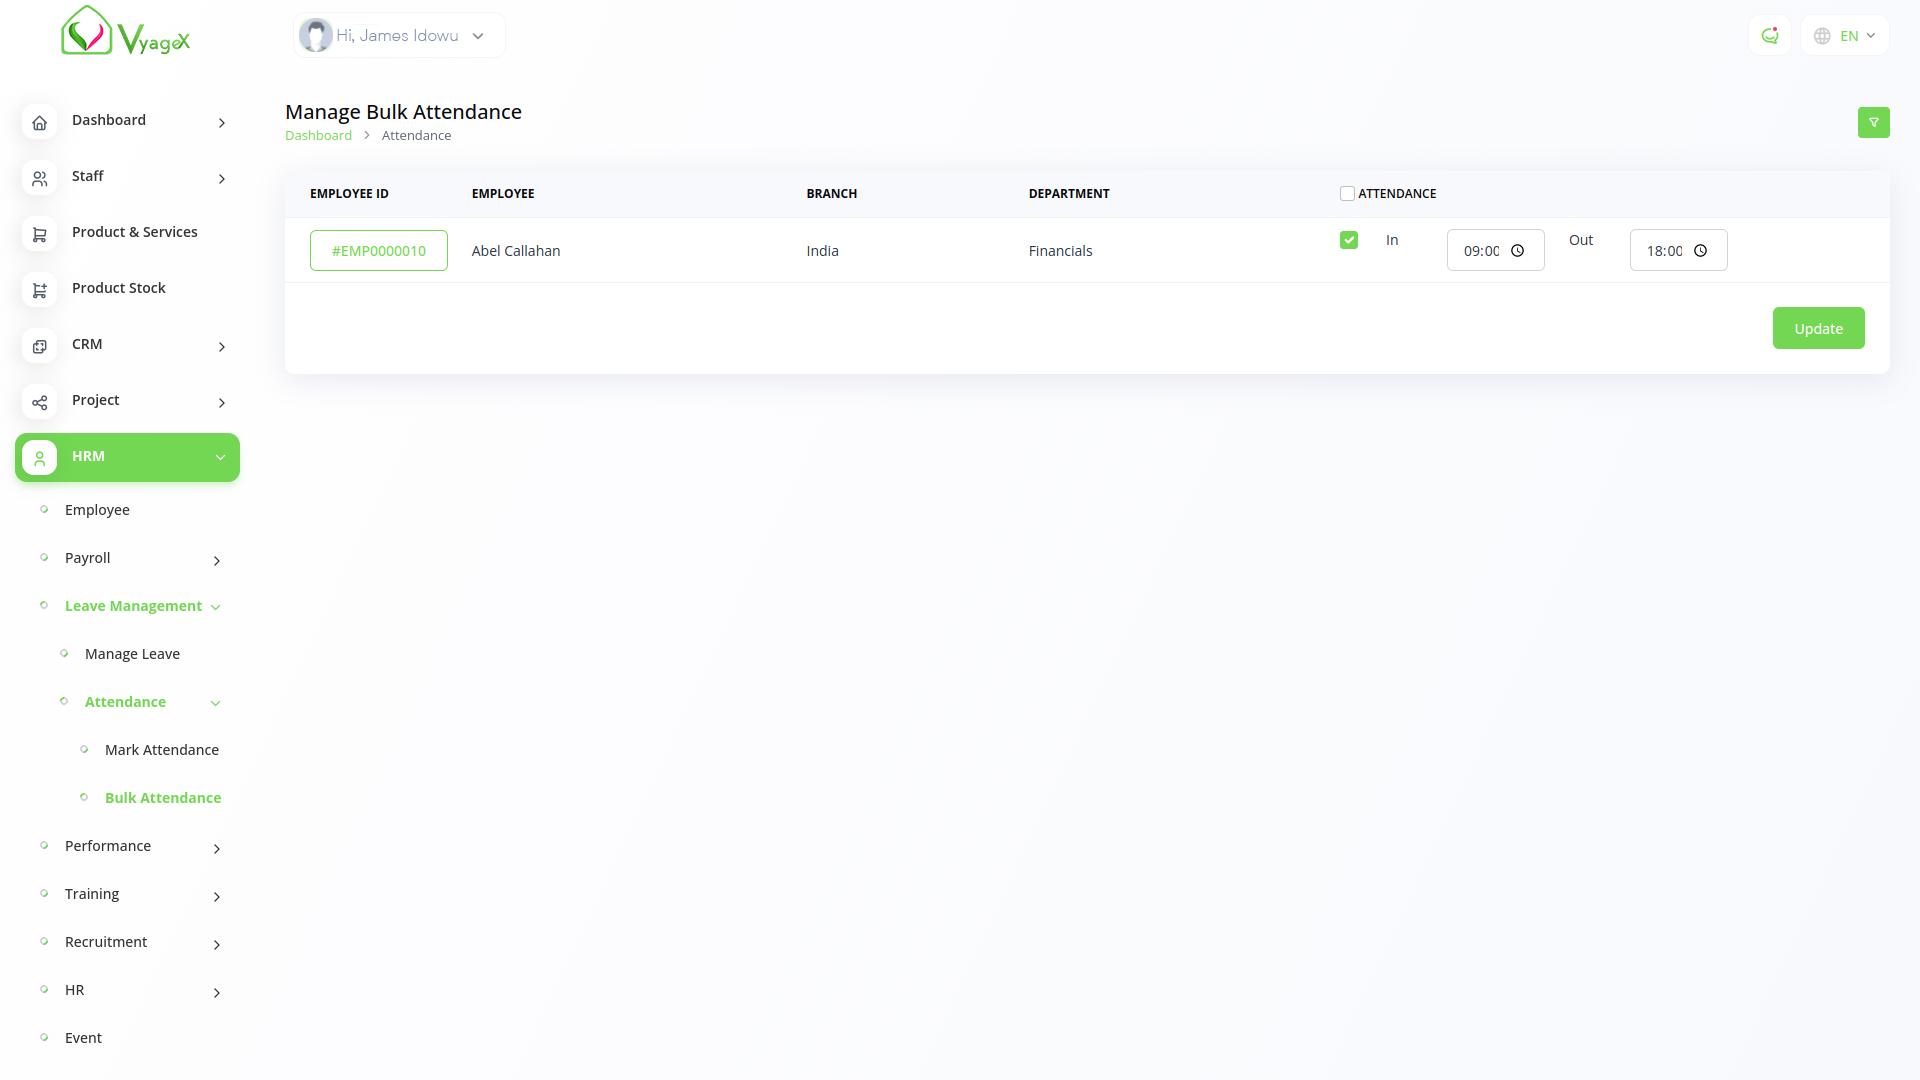 VyageX
Hi, James Idowu
EN
Dashboard
Staff
Product & Services
Product Stock
CRM
Project
HRM
Employee
Payroll
Leave Management
Manage Leave
Attendance
Mark Attendance
Bulk Attendance
Performance
Training
Recruitment
HR
Event
Manage Bulk Attendance
Dashboard > Attendance
EMPLOYEE ID EMPLOYEE BRANCH DEPARTMENT ATTENDANCE
#EMP0000010 Abel Callahan India Financials In 09:00 Out 18:00
Update